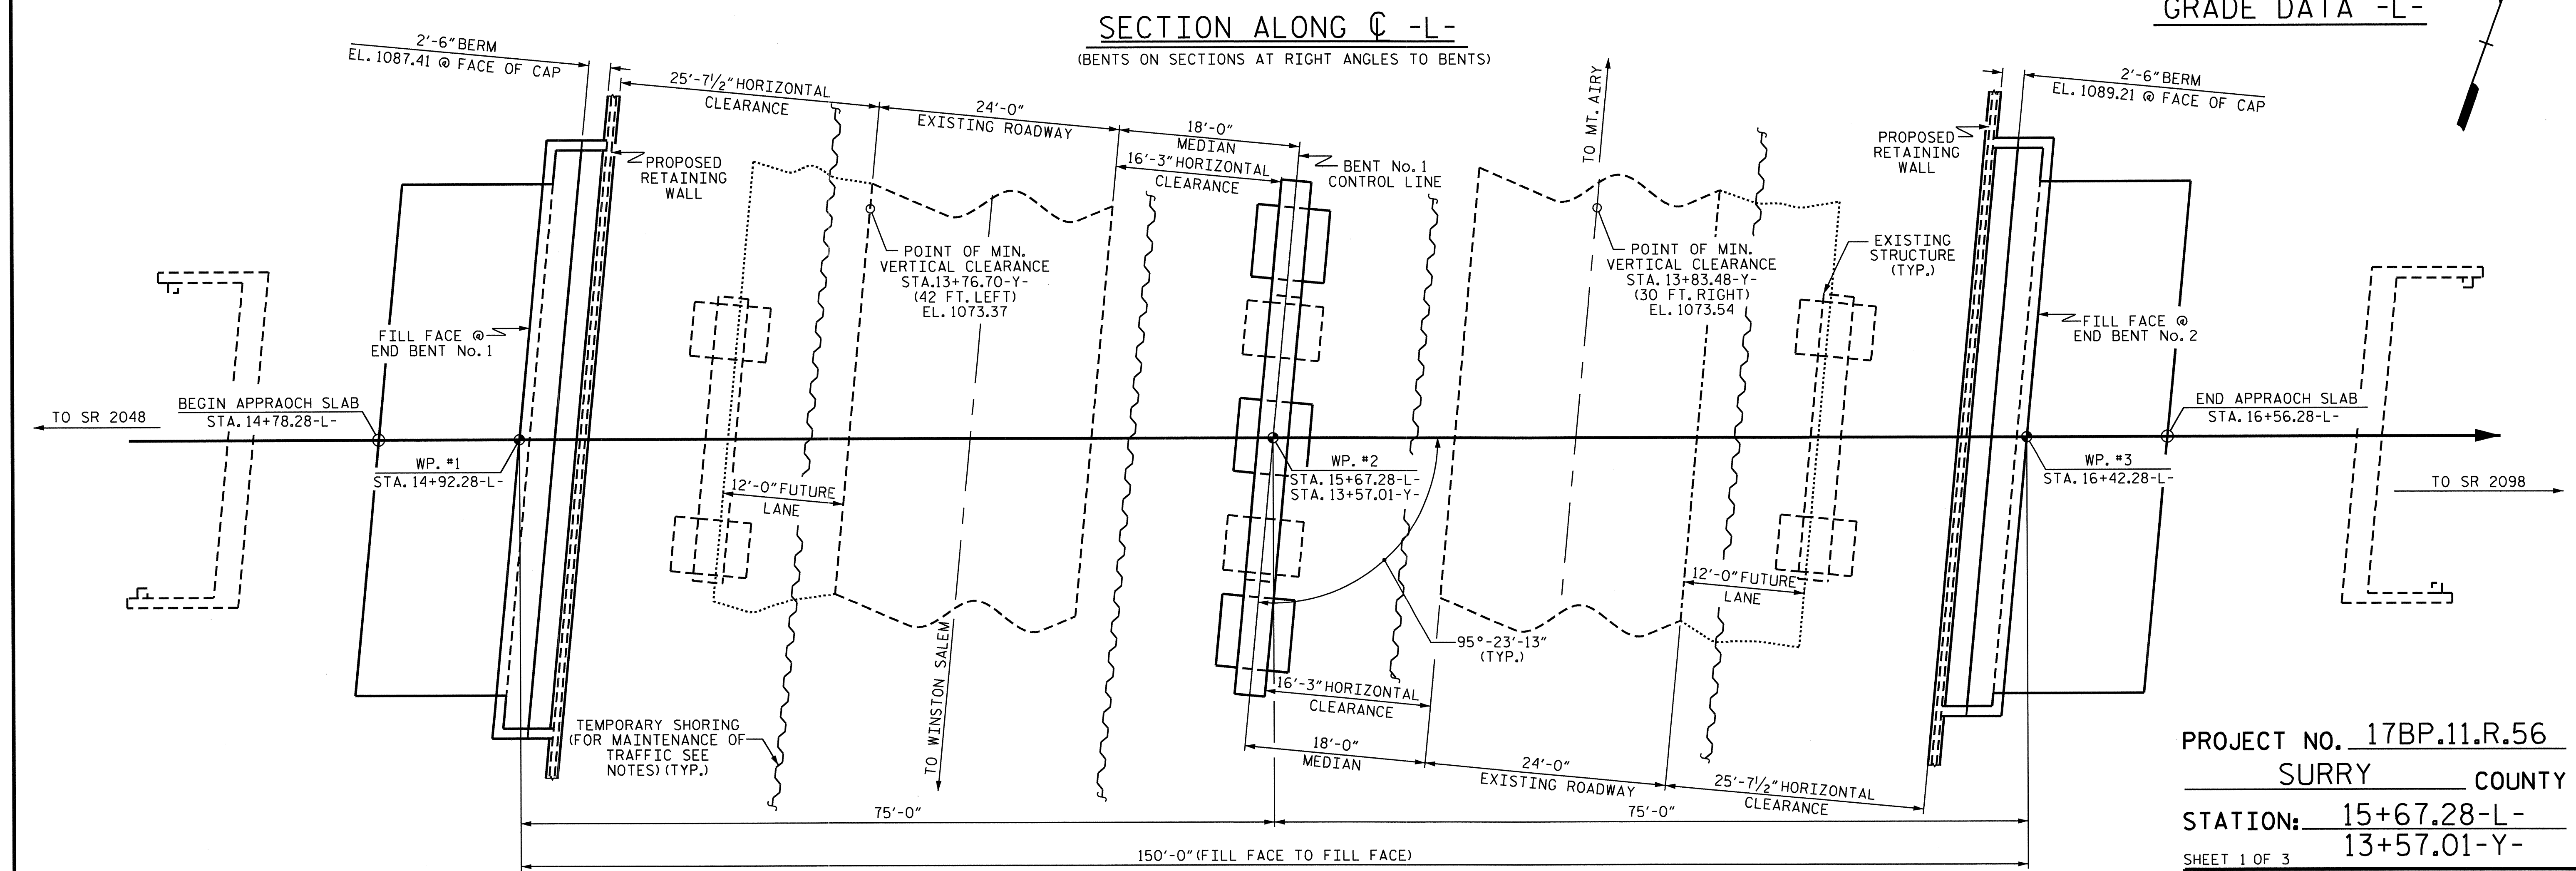 SECTION ALONG ℄ -L-
(BENTS ON SECTIONS AT RIGHT ANGLES TO BENTS)
GRADE DATA -L-
2'-6" BERM
EL. 1087.41 @ FACE OF CAP
25'-7 1/2" HORIZONTAL
CLEARANCE
24'-0"
EXISTING ROADWAY
18'-0"
MEDIAN
16'-3" HORIZONTAL
CLEARANCE
BENT No. 1
CONTROL LINE
TO MT. AIRY
2'-6" BERM
EL. 1089.21 @ FACE OF CAP
PROPOSED
RETAINING
WALL
PROPOSED
RETAINING
WALL
POINT OF MIN.
VERTICAL CLEARANCE
STA.13+76.70-Y-
(42 FT. LEFT)
EL. 1073.37
POINT OF MIN.
VERTICAL CLEARANCE
STA. 13+83.48-Y-
(30 FT. RIGHT)
EL. 1073.54
EXISTING
STRUCTURE
(TYP.)
FILL FACE @
END BENT No. 1
FILL FACE @
END BENT No. 2
TO SR 2048
BEGIN APPRAOCH SLAB
STA. 14+78.28-L-
END APPRAOCH SLAB
STA. 16+56.28-L-
WP. #1
STA. 14+92.28-L-
WP. #2
STA. 15+67.28-L-
STA. 13+57.01-Y-
WP. #3
STA. 16+42.28-L-
TO SR 2098
12'-0" FUTURE
LANE
12'-0" FUTURE
LANE
95°-23'-13"
(TYP.)
16'-3" HORIZONTAL
CLEARANCE
TO WINSTON SALEM
TEMPORARY SHORING
(FOR MAINTENANCE OF
TRAFFIC SEE
NOTES) (TYP.)
18'-0"
MEDIAN
24'-0"
EXISTING ROADWAY
25'-7 1/2" HORIZONTAL
CLEARANCE
75'-0"
75'-0"
150'-0" (FILL FACE TO FILL FACE)
PROJECT NO. 17BP.11.R.56
SURRY COUNTY
STATION: 15+67.28-L-
13+57.01-Y-
SHEET 1 OF 3